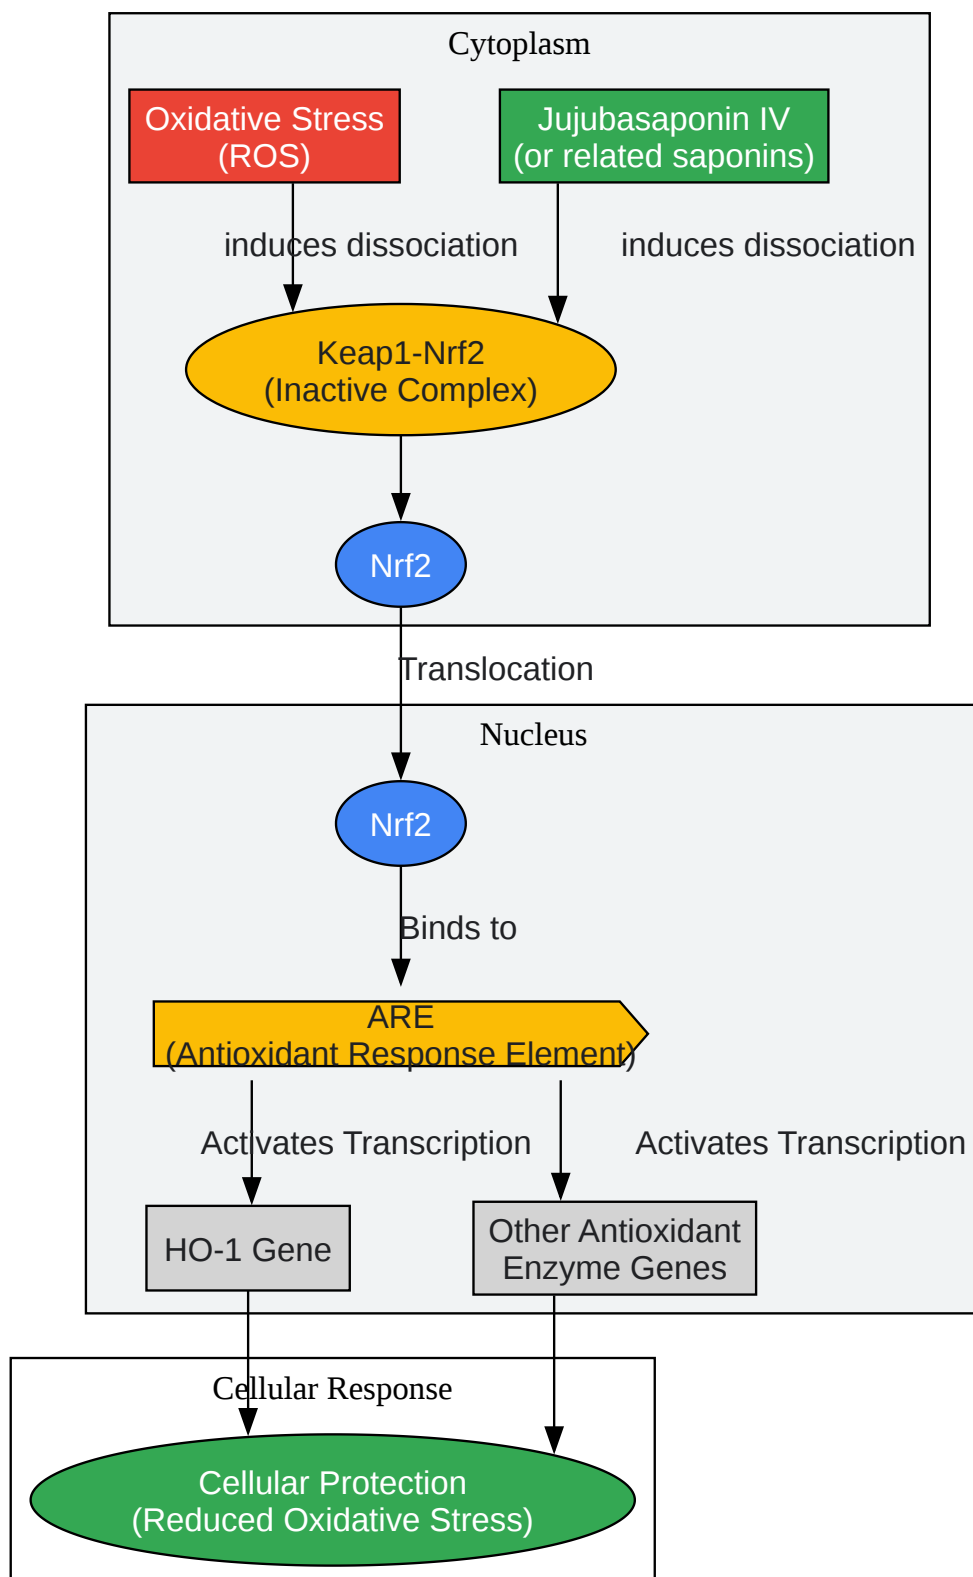 Cytoplasm
Oxidative Stress
(ROS)
Jujubasaponin IV
(or related saponins)
induces dissociation
induces dissociation
Keap1-Nrf2
(Inactive Complex)
Nrf2
Translocation
Nucleus
Nrf2
Binds to
ARE
(Antioxidant Response Element)
Activates Transcription
Activates Transcription
HO-1 Gene
Other Antioxidant
Enzyme Genes
Cellular Response
Cellular Protection
(Reduced Oxidative Stress)